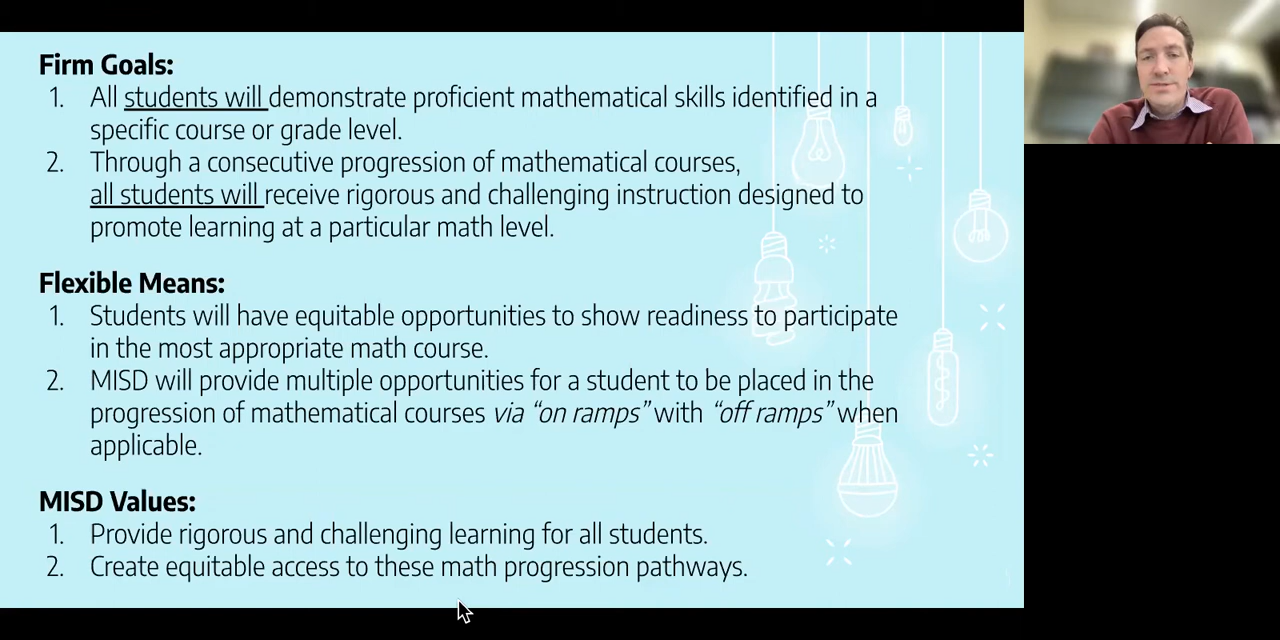 Firm Goals:
1. All students will demonstrate proficient mathematical skills identified in a
specific course or grade level.
2. Through a consecutive progression of mathematical courses,
all students will receive rigorous and challenging instruction designed to
promote learning at a particular math level.
Flexible Means:
1. Students will have equitable opportunities to show readiness to participate
in the most appropriate math course.
2. MISD will provide multiple opportunities for a student to be placed in the
progression of mathematical courses via “on ramps” with “off ramps” when
applicable.
MISD Values:
1. Provide rigorous and challenging learning for all students.
2. Create equitable access to these math progression pathways.